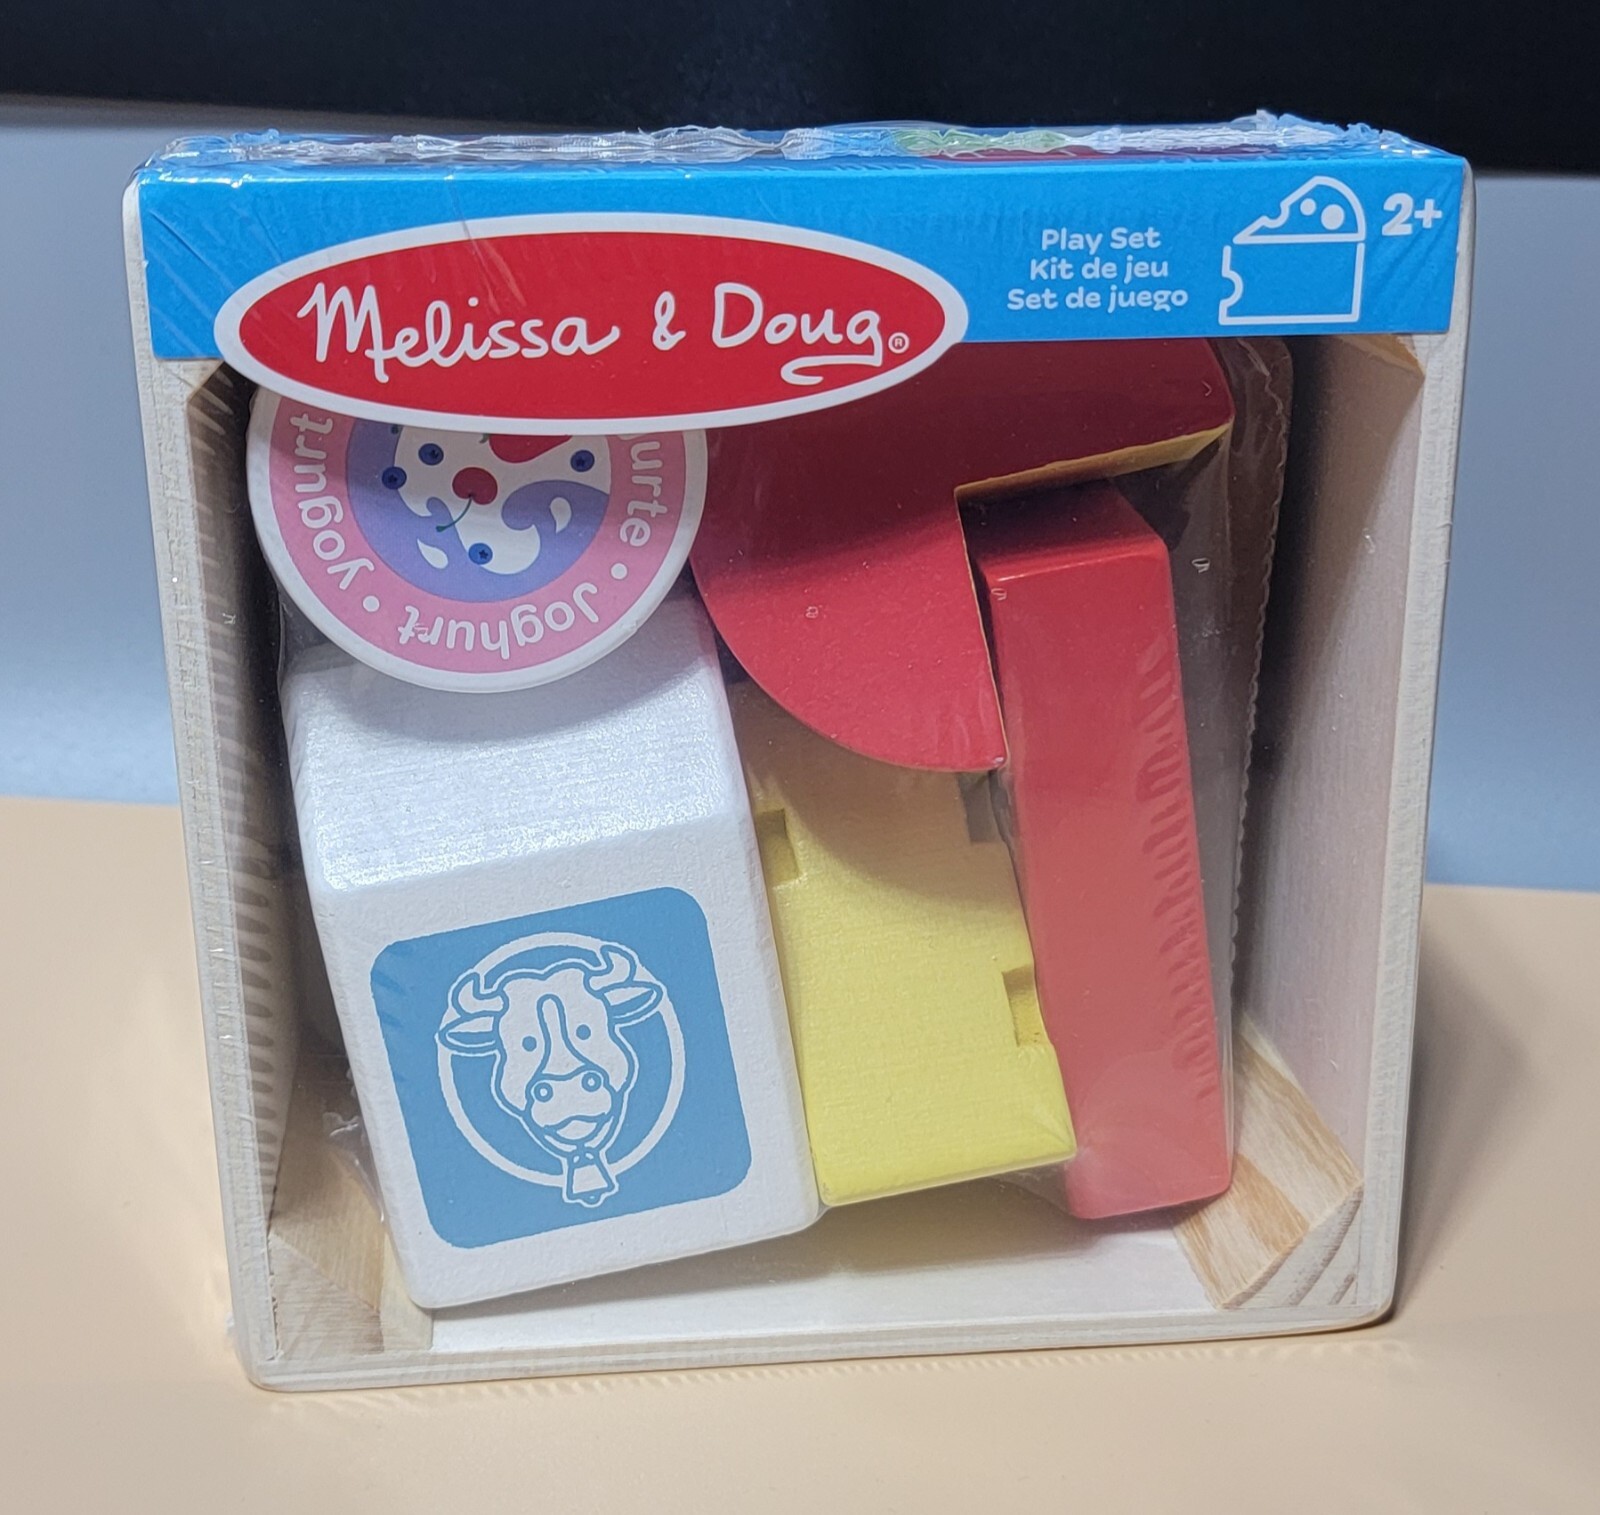 Melissa & Doug®
Play Set
Kit de jeu
Set de juego
2+
yogurt • Joghurt •